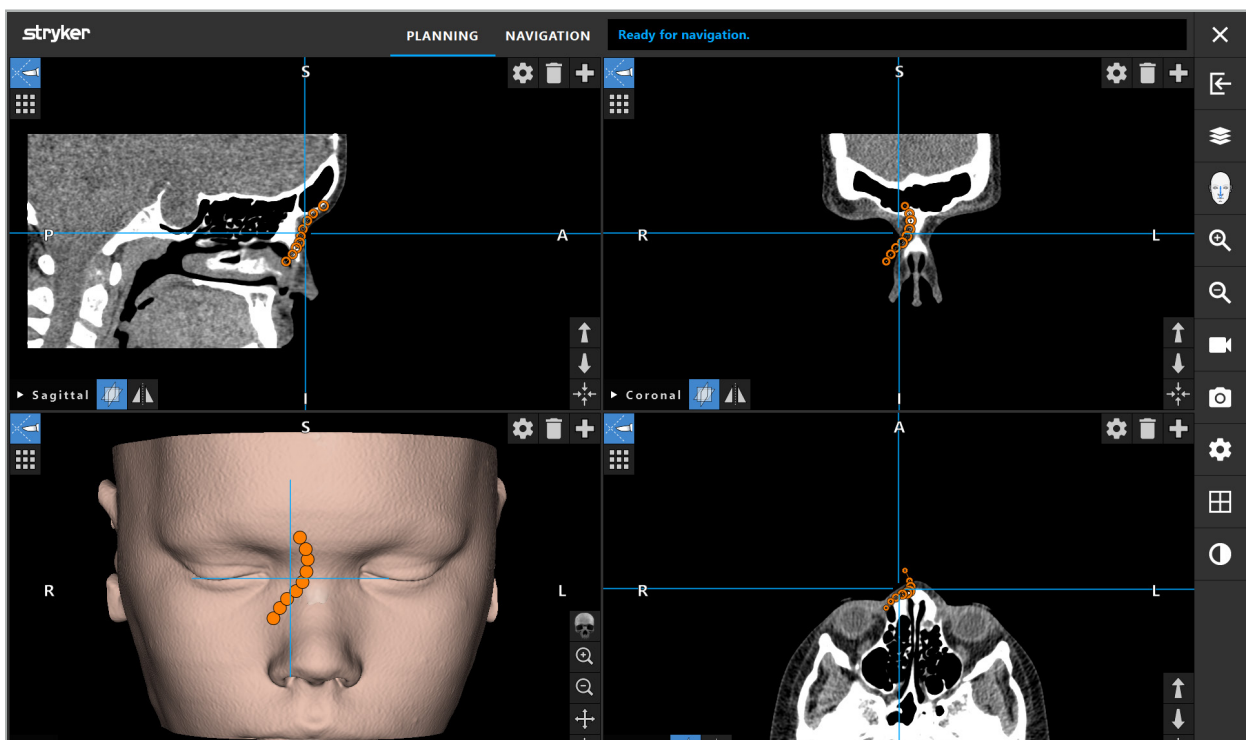 stryker
PLANNING
NAVIGATION
Ready for navigation.
S
P
A
I
Sagittal
S
R
L
I
Coronal
S
R
L
A
R
L